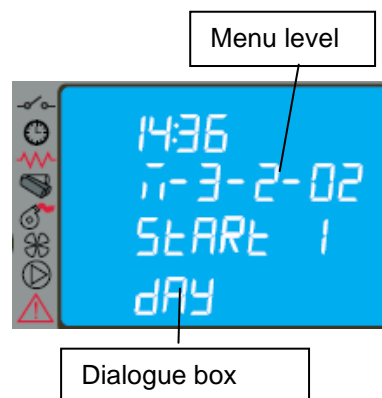 Menu level
14:36
n-3-2-02
StARt 1
dAY
Dialogue box